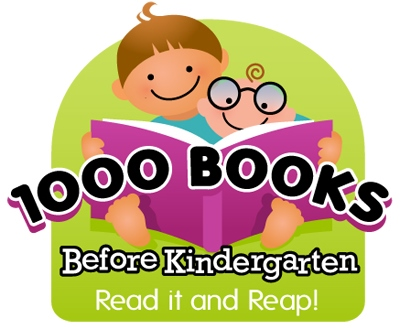 1000 BOOKS
Before Kindergarten
Read it and Reap!